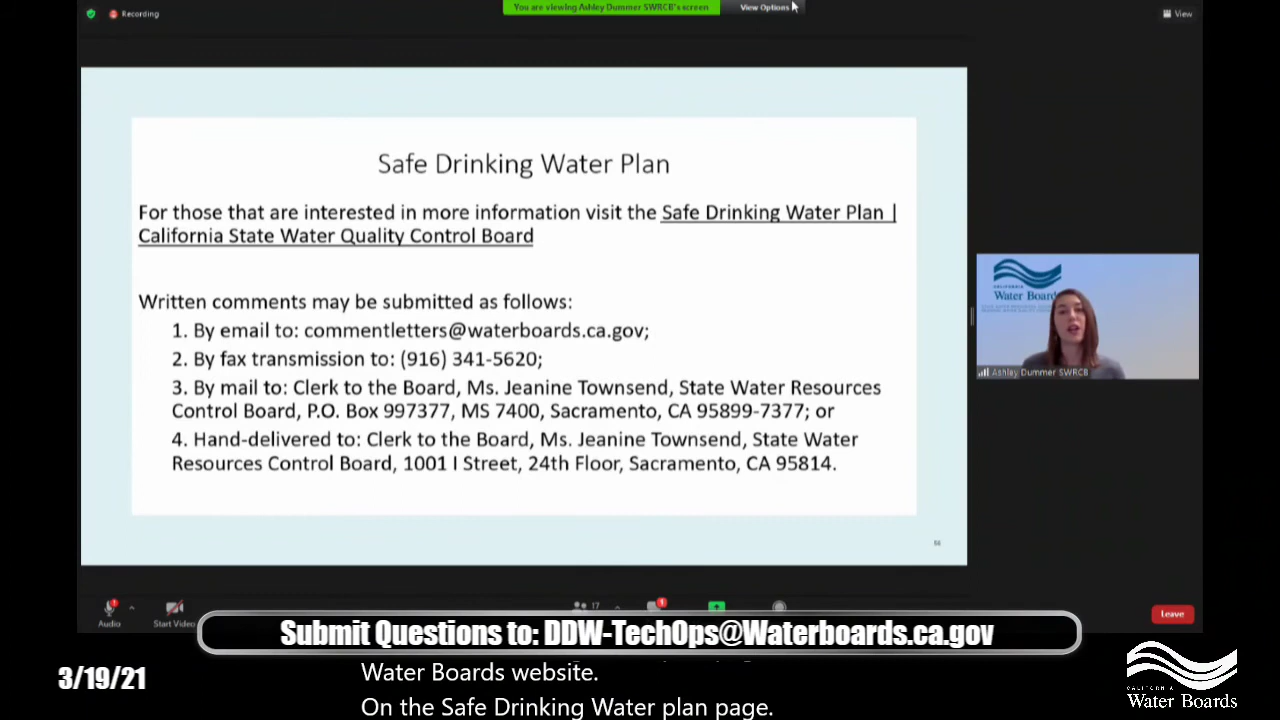 Recording
You are viewing Ashley Dummer SWRCB's screen
View Options
View
Safe Drinking Water Plan
For those that are interested in more information visit the Safe Drinking Water Plan |
California State Water Quality Control Board
Written comments may be submitted as follows:
1. By email to: commentletters@waterboards.ca.gov;
2. By fax transmission to: (916) 341-5620;
3. By mail to: Clerk to the Board, Ms. Jeanine Townsend, State Water Resources
Control Board, P.O. Box 997377, MS 7400, Sacramento, CA 95899-7377; or
4. Hand-delivered to: Clerk to the Board, Ms. Jeanine Townsend, State Water
Resources Control Board, 1001 I Street, 24th Floor, Sacramento, CA 95814.
CALIFORNIA
Water Boards
Ashley Dummer SWRCB
Audio
Start Video
17
1
Leave
Submit Questions to: DDW-TechOps@Waterboards.ca.gov
3/19/21
Water Boards website.
On the Safe Drinking Water plan page.
CALIFORNIA
Water Boards